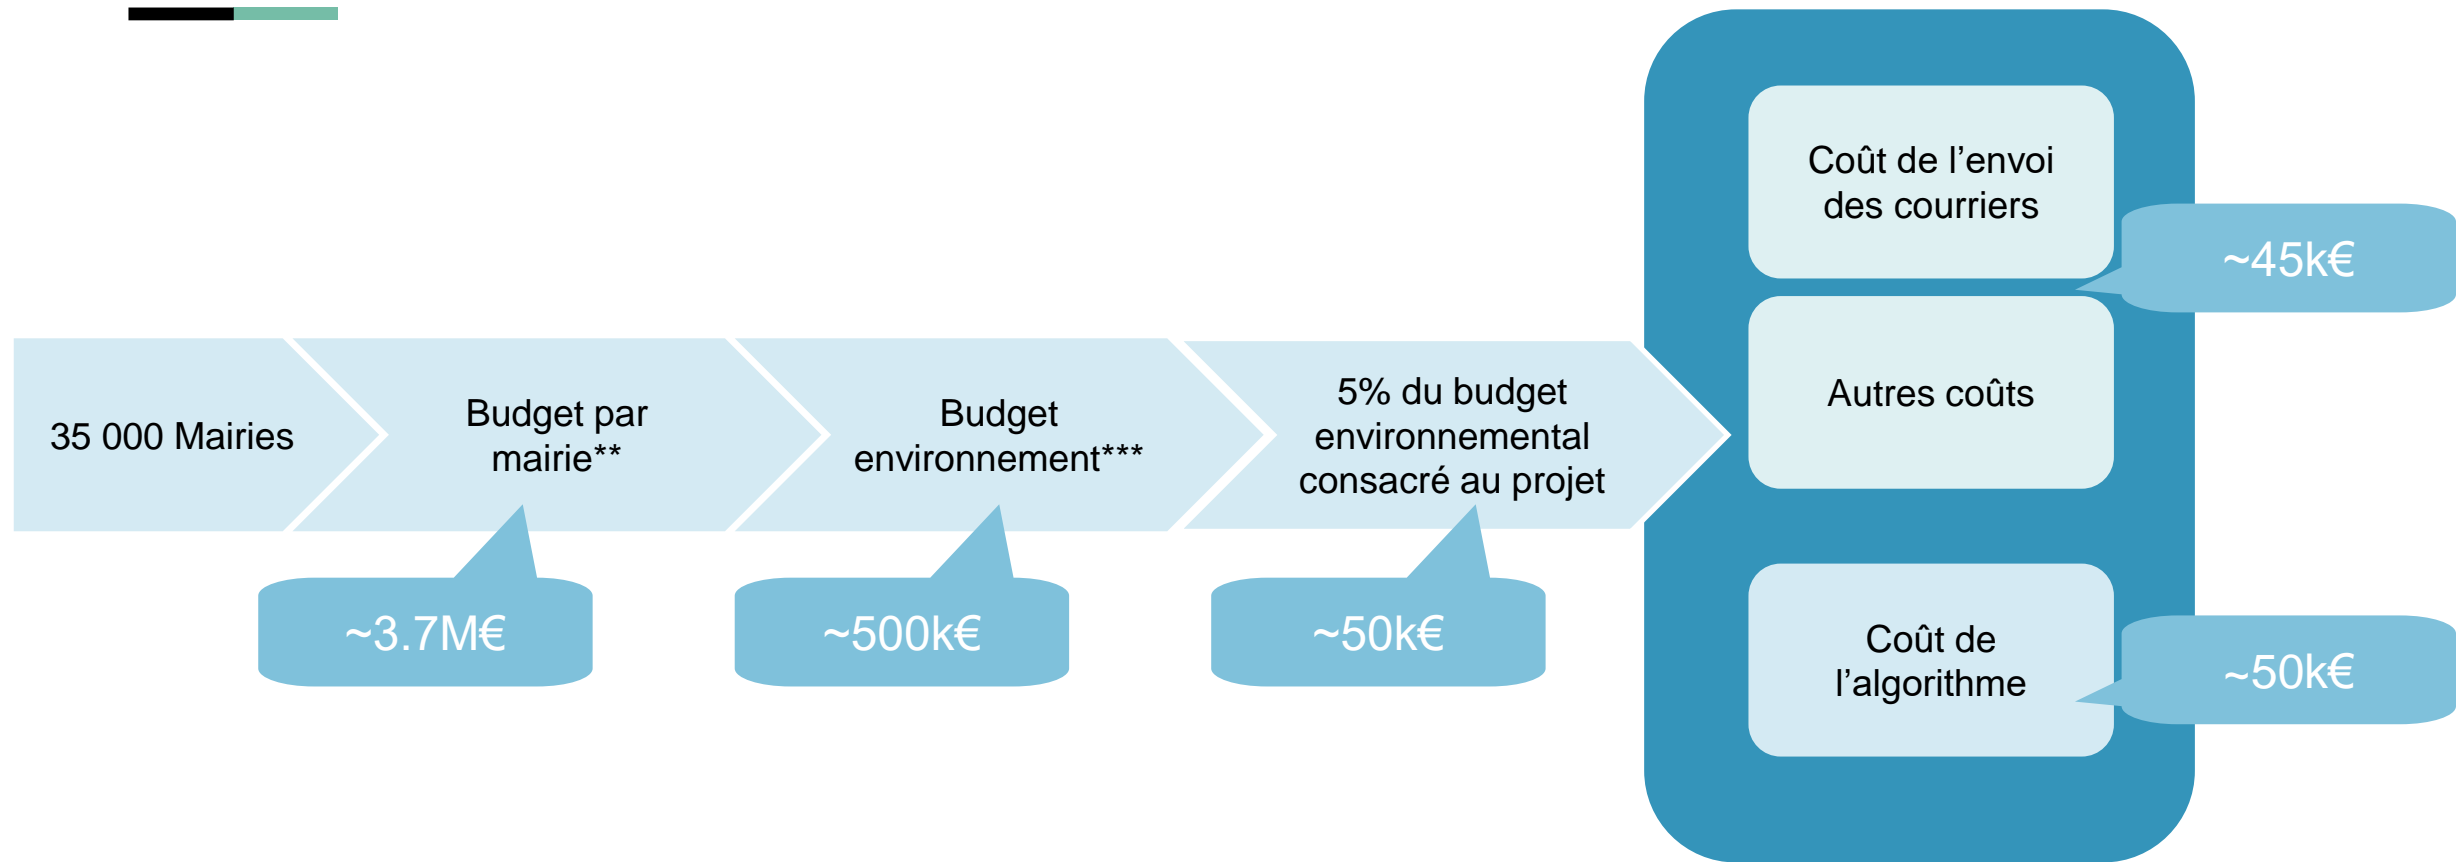 35 000 Mairies
Budget par
mairie**
~3.7M€
Budget
environnement***
~500k€
5% du budget
environnemental
consacré au projet
~50k€
Coût de l’envoi
des courriers
Autres coûts
~45k€
Coût de
l’algorithme
~50k€